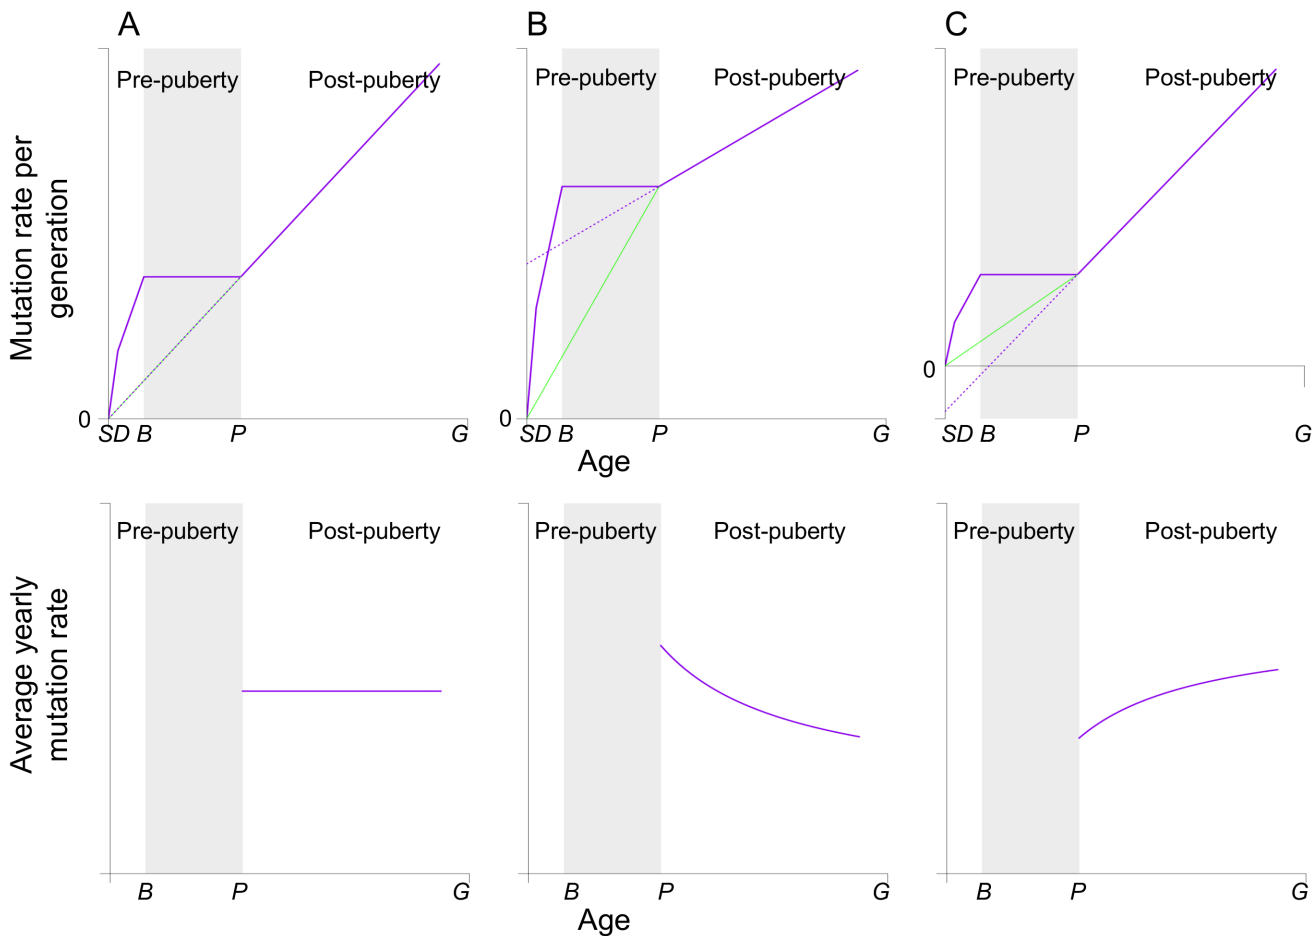 A
B
C
Pre-puberty
Post-puberty
Pre-puberty
Post-puberty
Pre-puberty
Post-puberty
Mutation rate per
generation
0
0
0
SD B P G
SD B P G
SD B P G
Age
Pre-puberty
Post-puberty
Pre-puberty
Post-puberty
Pre-puberty
Post-puberty
Average yearly
mutation rate
B P G
B P G
B P G
Age